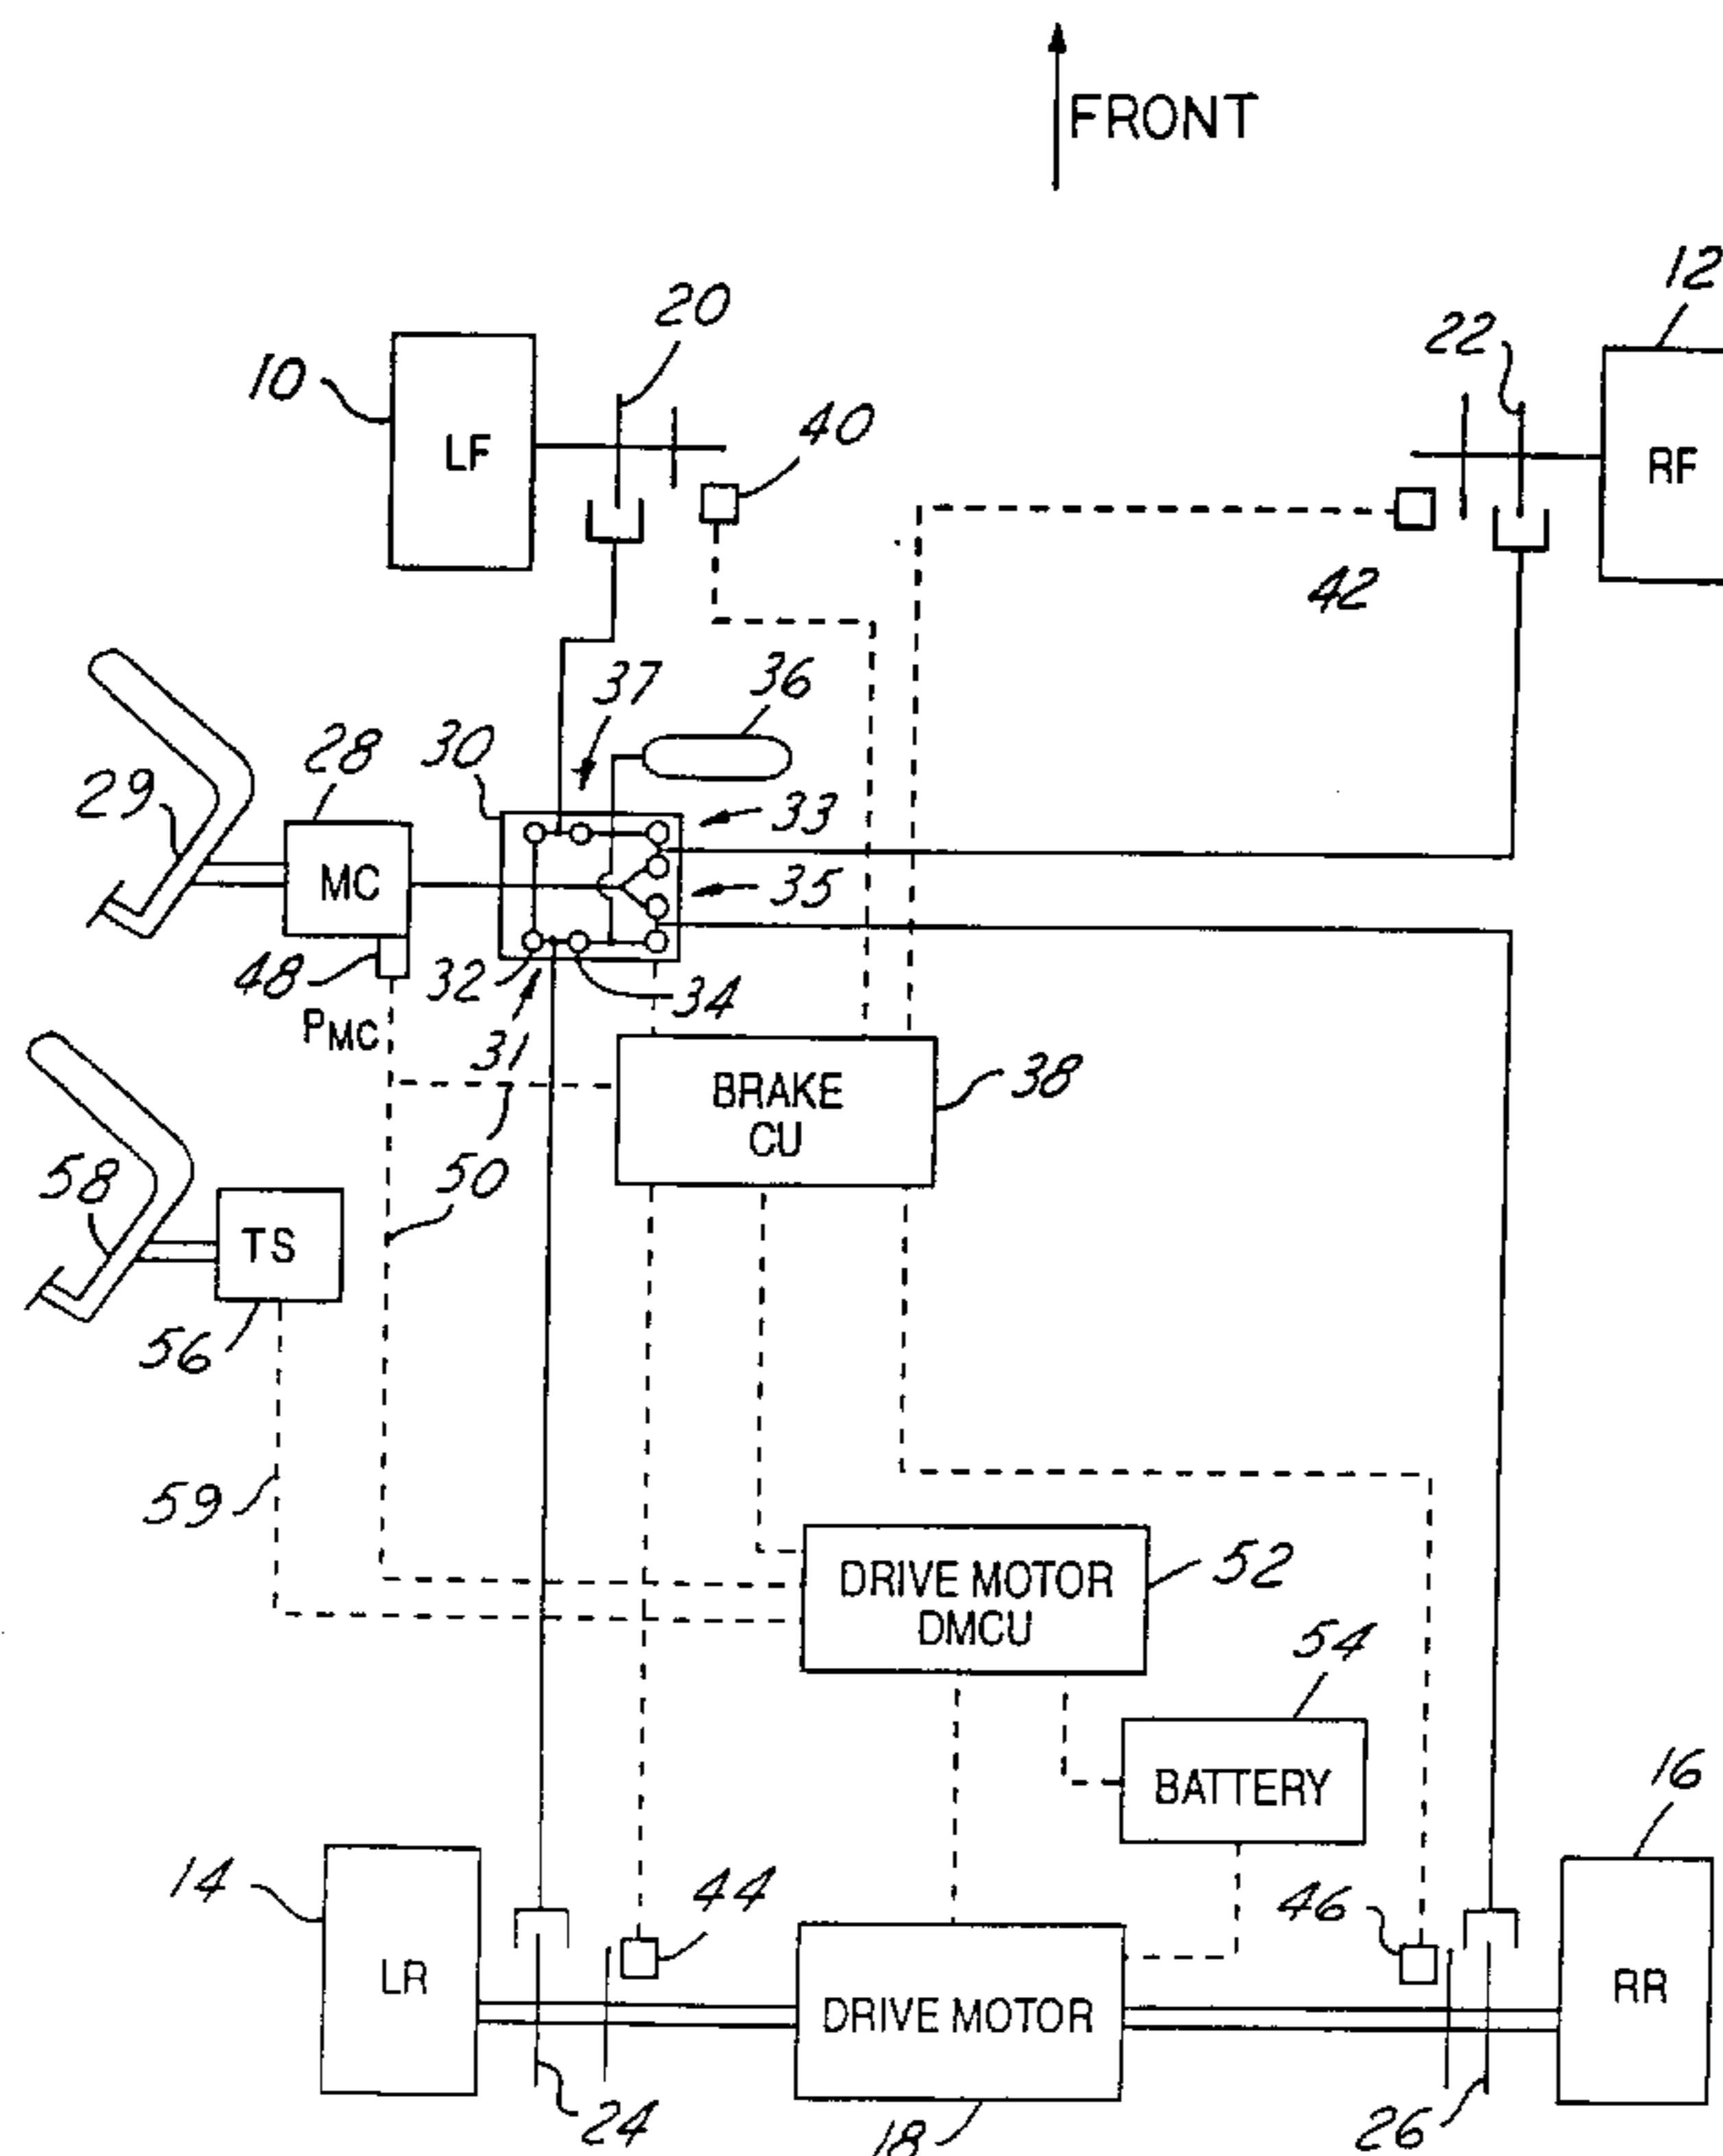 FRONT
12
20
22
10
40
LF
RF
42
37
36
28
30
29
33
MC
35
48
32
34
PMC
31
BRAKE
CU
38
58
50
TS
56
59
DRIVE MOTOR
DMCU
52
54
BATTERY
16
14
44
46
LR
RR
DRIVE MOTOR
24
18
26